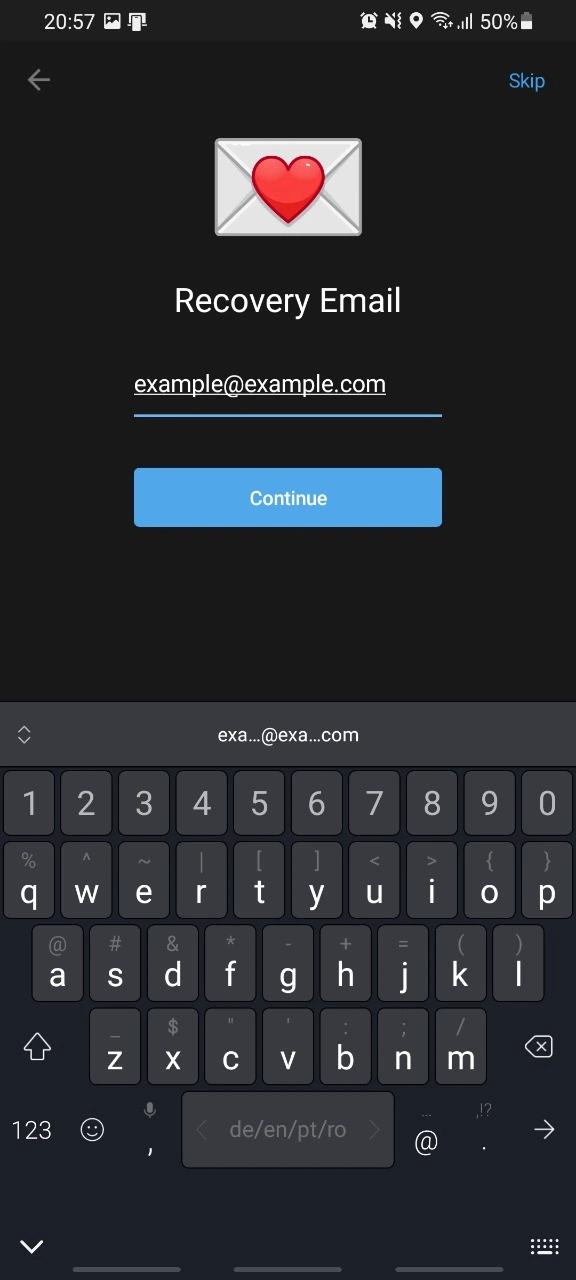 20:57 50%
Skip
Recovery Email
example@example.com
Continue
exa...@exa...com
1 2 3 4 5 6 7 8 9 0
% ^ ~ | [ ] < > { }
q w e r t y u i o p
@ # & * - + = ( )
a s d f g h j k l
_ $ " ' : ; /
z x c v b n m
... ,!?
123 , de/en/pt/ro @ .